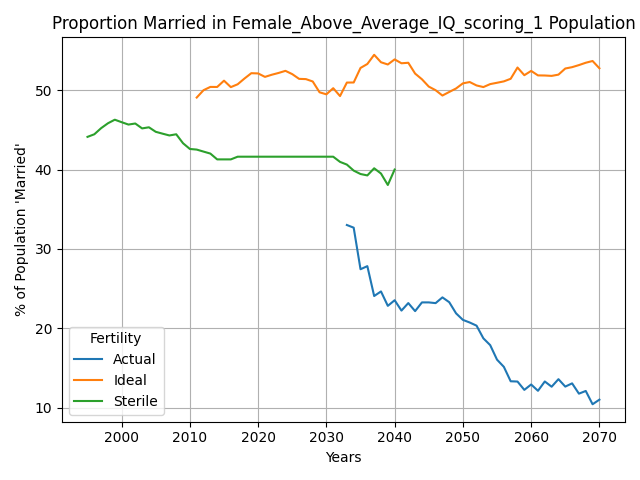 Proportion Married in Female_Above_Average_IQ_scoring_1 Population
% of Population 'Married'
50
40
30
20
10
Fertility
Actual
Ideal
Sterile
2000 2010 2020 2030 2040 2050 2060 2070
Years